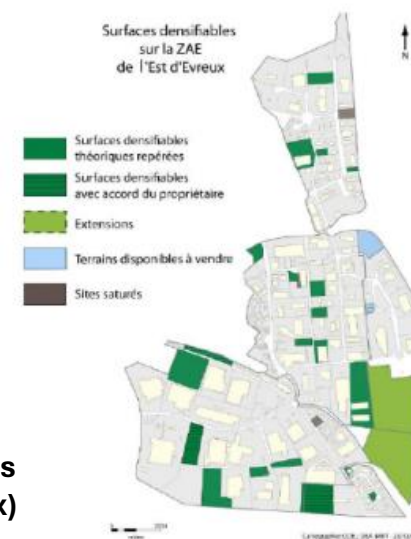 Surfaces densifiables
sur la ZAE
de l'Est d'Evreux
N
Surfaces densifiables
théoriques repérées
Surfaces densifiables
avec accord du propriétaire
Extensions
Terrains disponibles à vendre
Sites saturés
s
x)